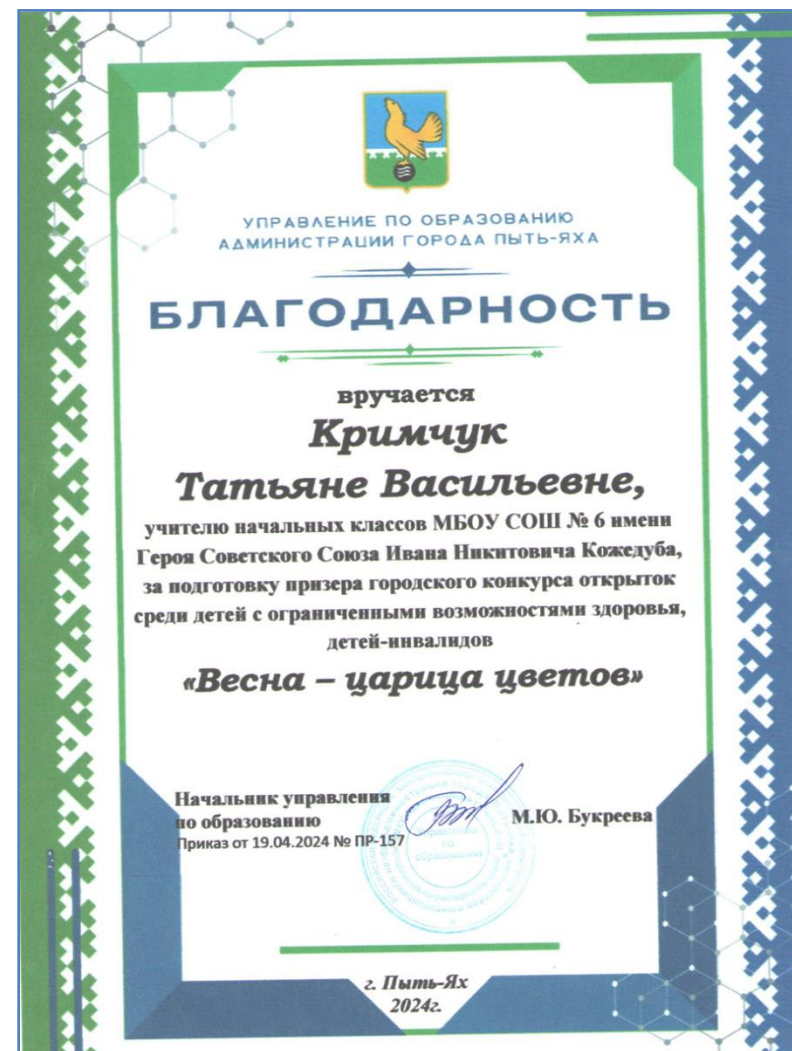 УПРАВЛЕНИЕ ПО ОБРАЗОВАНИЮ
АДМИНИСТРАЦИИ ГОРОДА ПЫТЬ-ЯХА
БЛАГОДАРНОСТЬ
вручается
Кримчук
Татьяне Васильевне,
учителю начальных классов МБОУ СОШ № 6 имени
Героя Советского Союза Ивана Никитовича Кожедуба,
за подготовку призера городского конкурса открыток
среди детей с ограниченными возможностями здоровья,
детей-инвалидов
«Весна – царица цветов»
Начальник управления
по образованию
М.Ю. Букреева
Приказ от 19.04.2024 № ПР-157
по
образованию
г. Пыть-Ях
2024г.